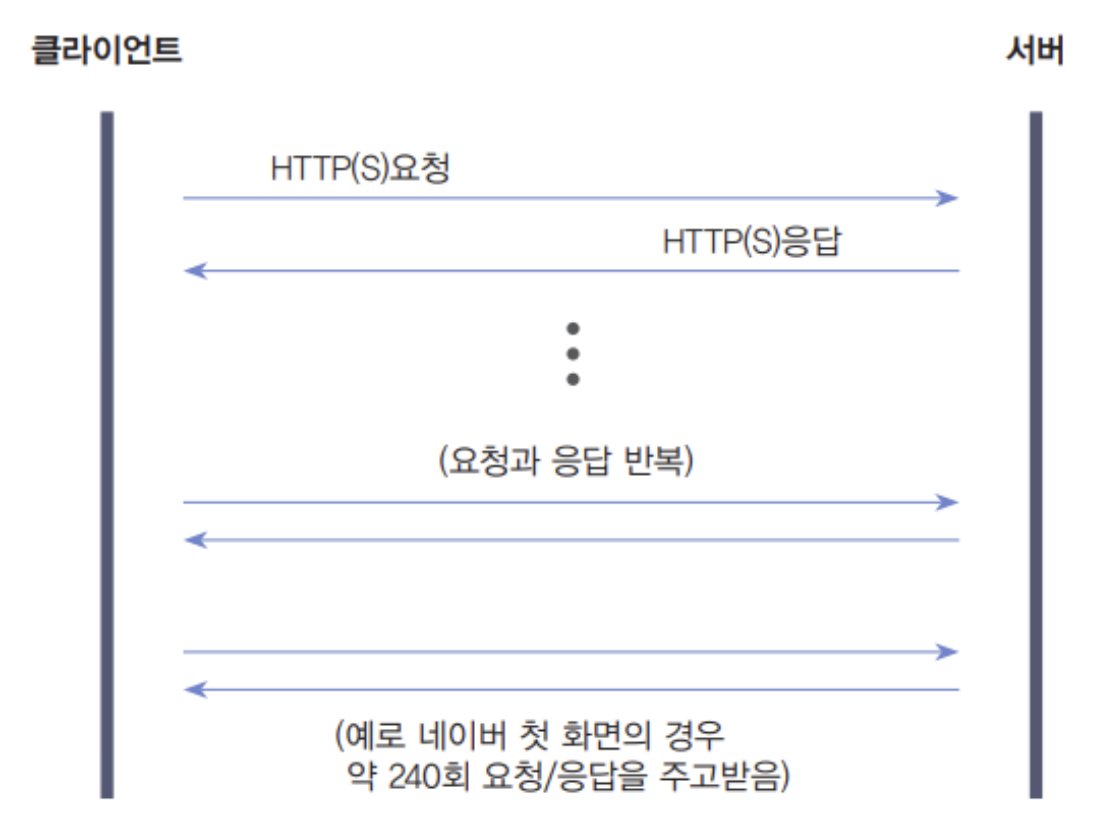 클라이언트
서버
HTTP(S)요청
HTTP(S)응답
(요청과 응답 반복)
(예로 네이버 첫 화면의 경우
약 240회 요청/응답을 주고받음)